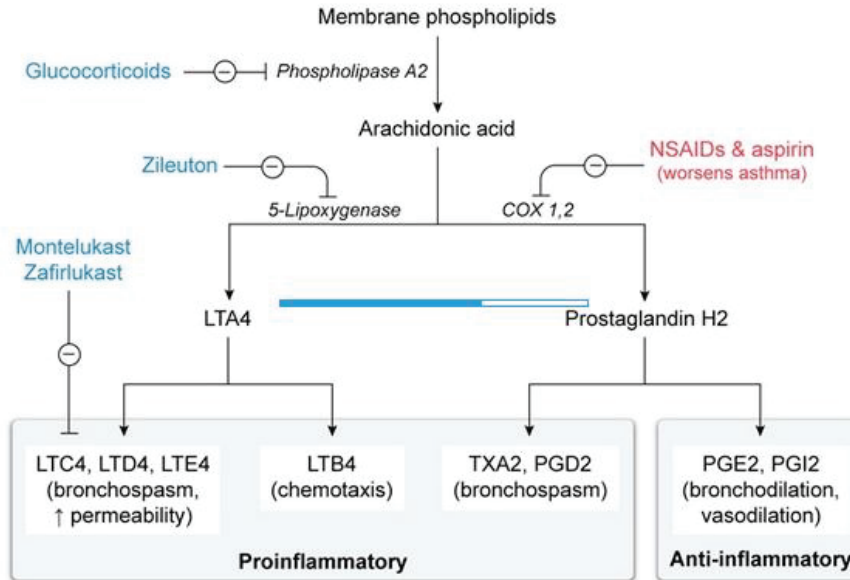 Membrane phospholipids
Glucocorticoids
−
Phospholipase A2
Arachidonic acid
Zileuton
−
−
NSAIDs & aspirin
(worsens asthma)
5-Lipoxygenase
COX 1,2
Montelukast
Zafirlukast
LTA4
Prostaglandin H2
−
LTC4, LTD4, LTE4
(bronchospasm,
↑ permeability)
LTB4
(chemotaxis)
TXA2, PGD2
(bronchospasm)
PGE2, PGI2
(bronchodilation,
vasodilation)
Proinflammatory
Anti-inflammatory